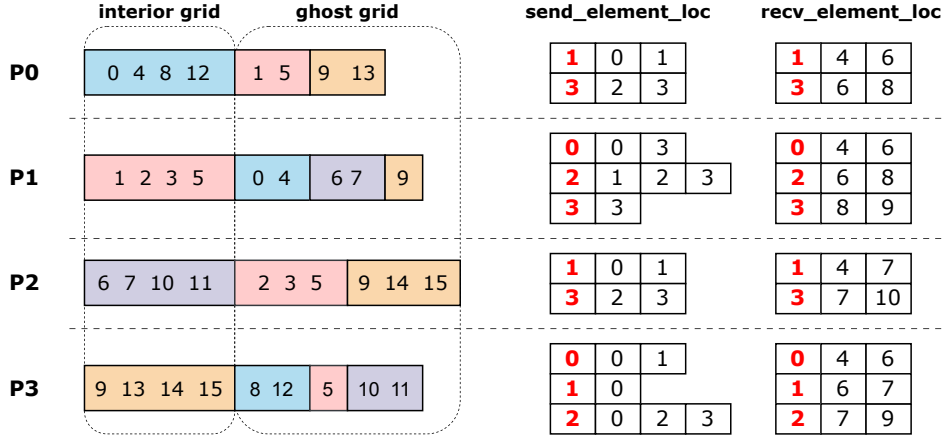 interior grid ghost grid send_element_loc recv_element_loc
P0 0 4 8 12 1 5 9 13
1 0 1 1 4 6
3 2 3 3 6 8
P1 1 2 3 5 0 4 6 7 9
0 0 3 0 4 6
2 1 2 3 2 6 8
3 3 3 8 9
P2 6 7 10 11 2 3 5 9 14 15
1 0 1 1 4 7
3 2 3 3 7 10
P3 9 13 14 15 8 12 5 10 11
0 0 1 0 4 6
1 0 1 6 7
2 0 2 3 2 7 9